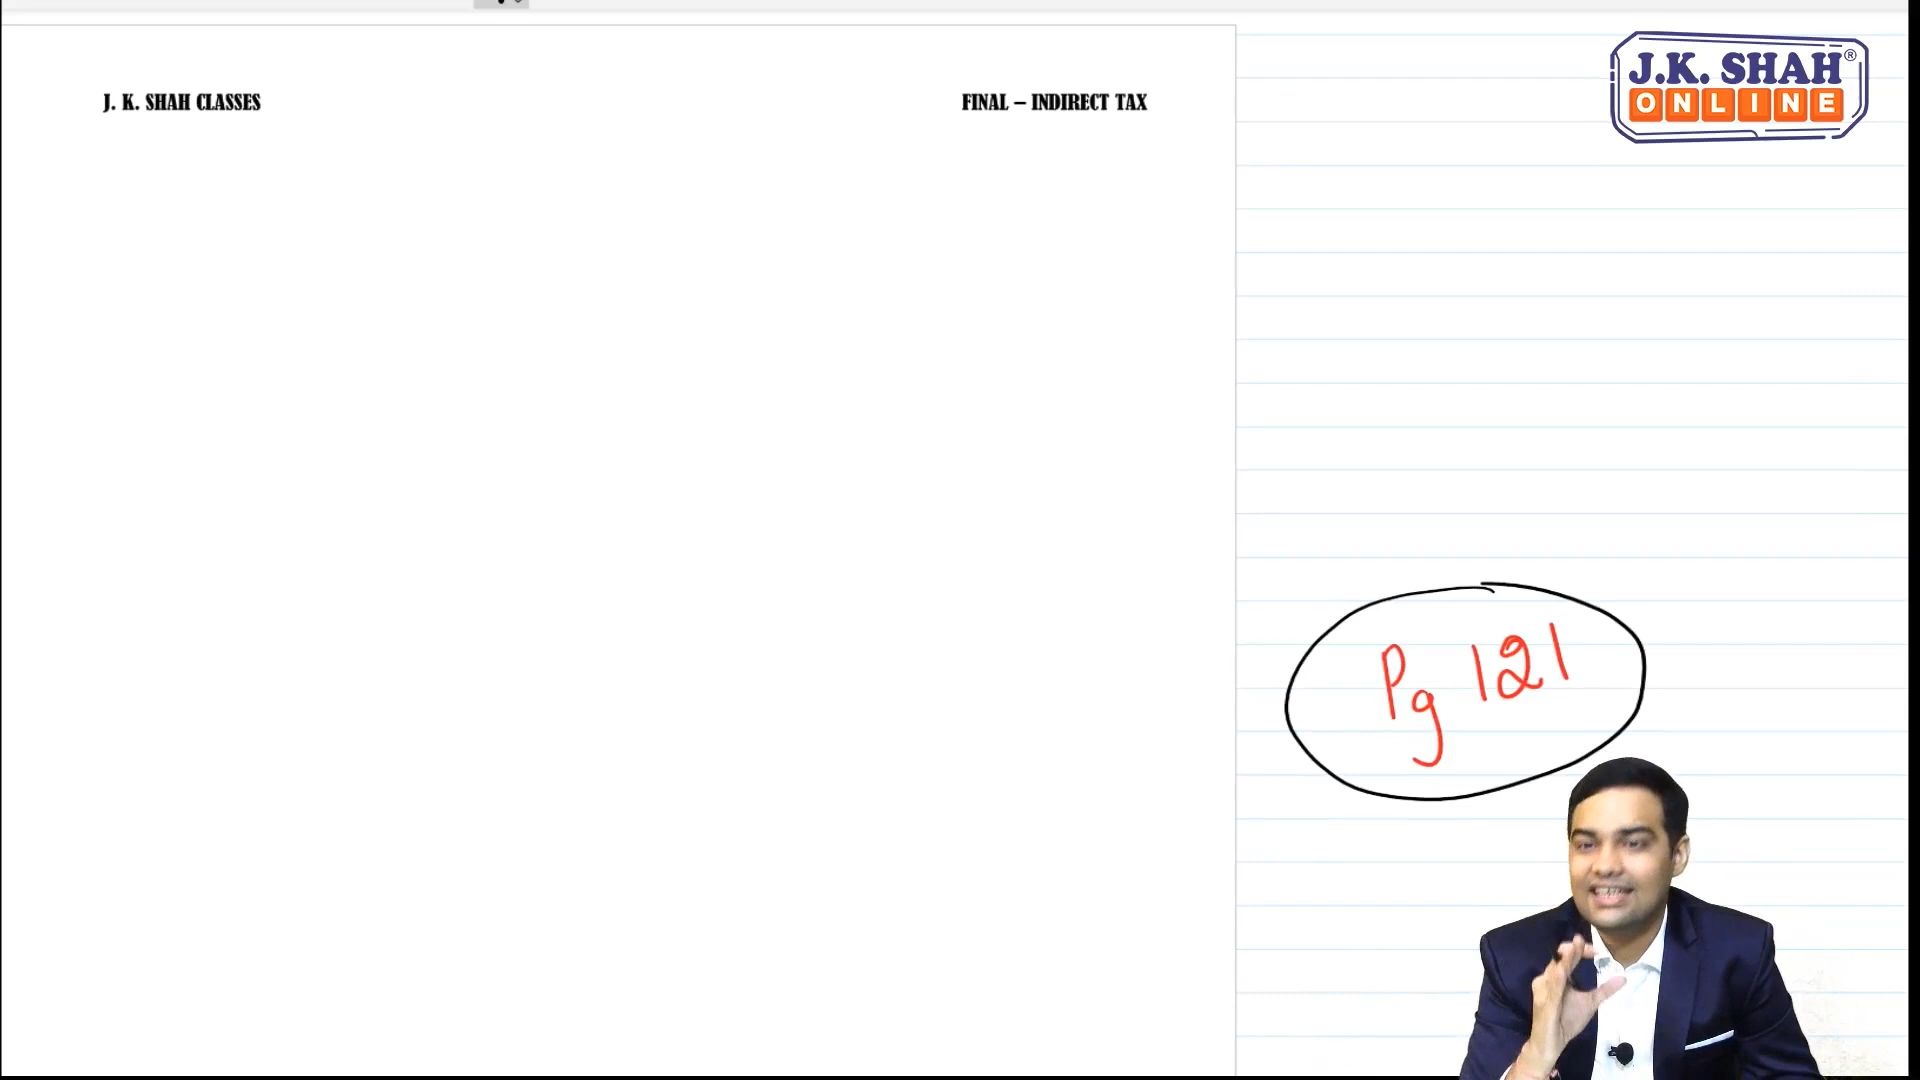 J. K. SHAH CLASSES
FINAL – INDIRECT TAX
J.K. SHAH®
ONLINE
Pg 121